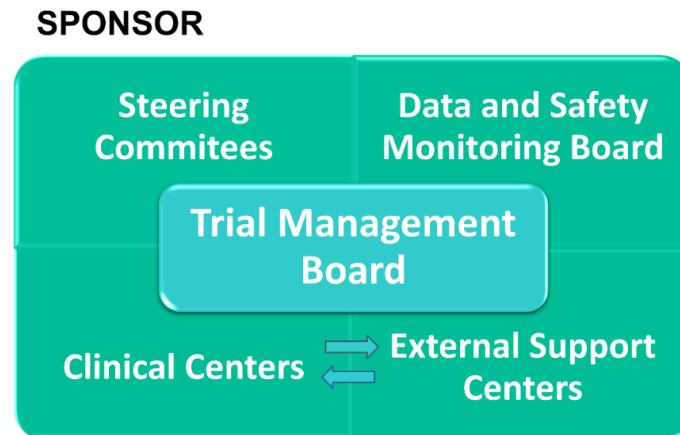 SPONSOR
Steering
Commitees
Data and Safety
Monitoring Board
Trial Management
Board
Clinical Centers
External Support
Centers